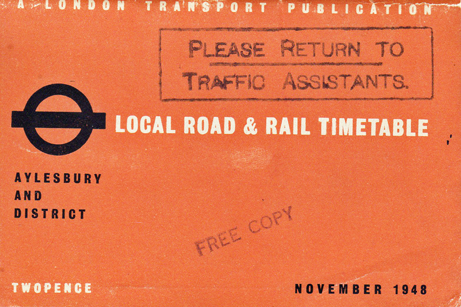 A LONDON TRANSPORT PUBLICATION
PLEASE RETURN TO
TRAFFIC ASSISTANTS.
LOCAL ROAD & RAIL TIMETABLE
AYLESBURY
AND
DISTRICT
FREE COPY
TWOPENCE
NOVEMBER 1948